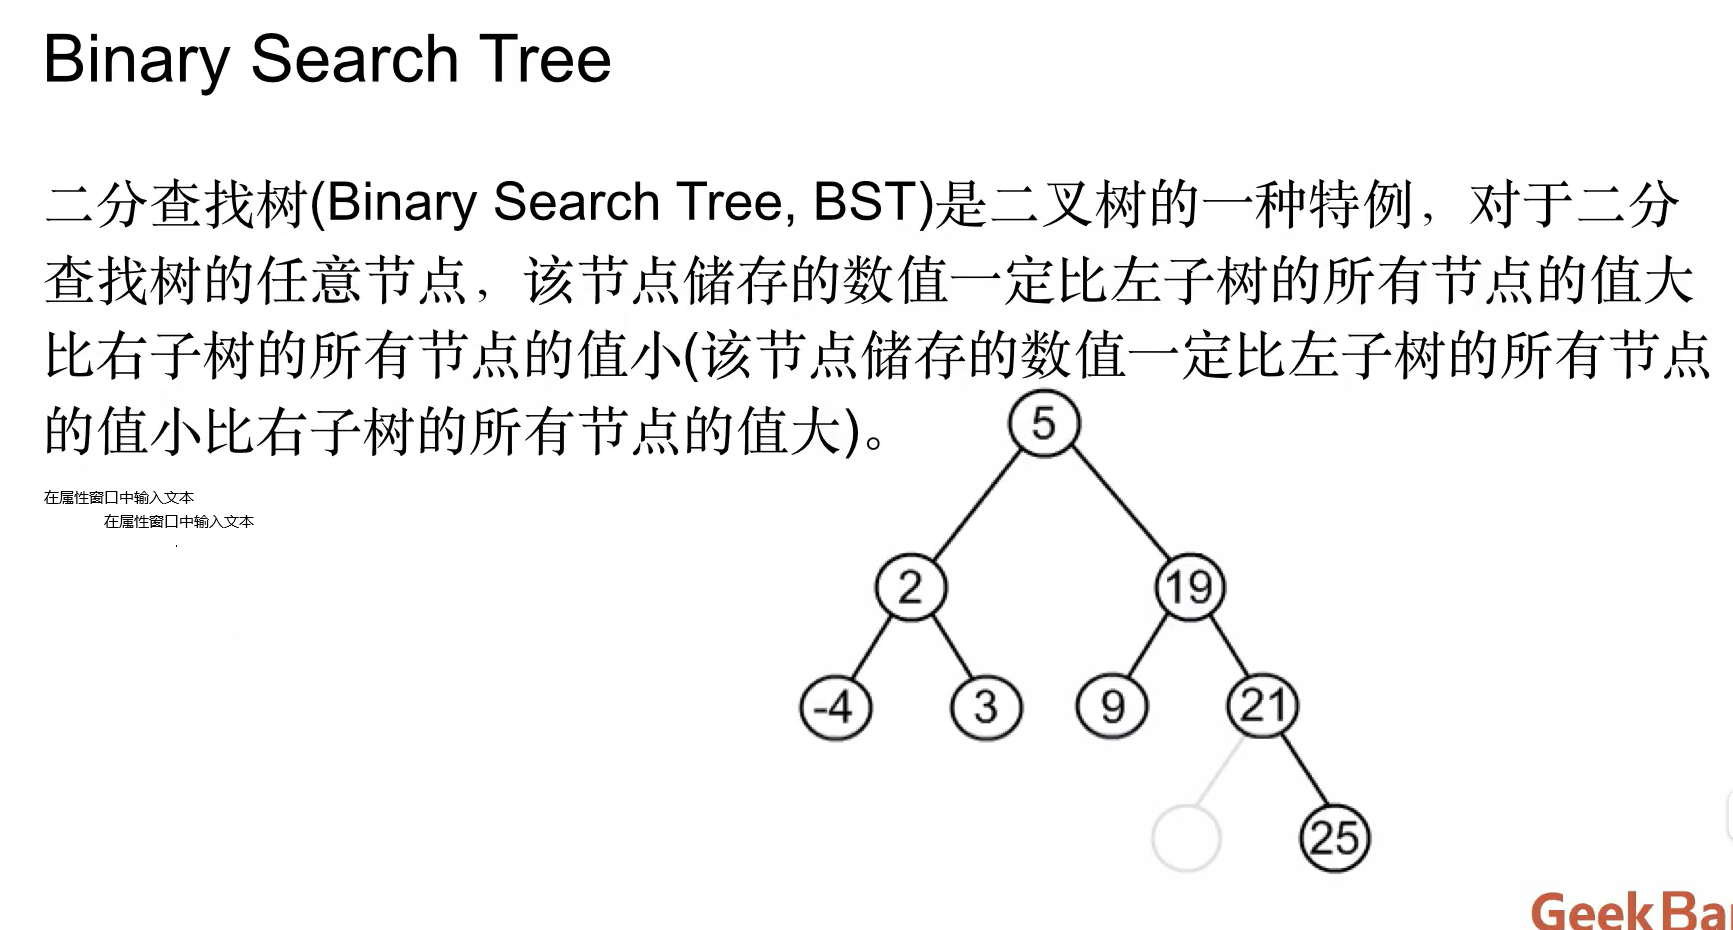 Binary Search Tree
二分查找树(Binary Search Tree, BST)是二叉树的一种特例，对于二分
查找树的任意节点，该节点储存的数值一定比左子树的所有节点的值大
比右子树的所有节点的值小(该节点储存的数值一定比左子树的所有节点
的值小比右子树的所有节点的值大)。
5
在属性窗口中输入文本
在属性窗口中输入文本
2
19
-4
3
9
21
25
GeekBa